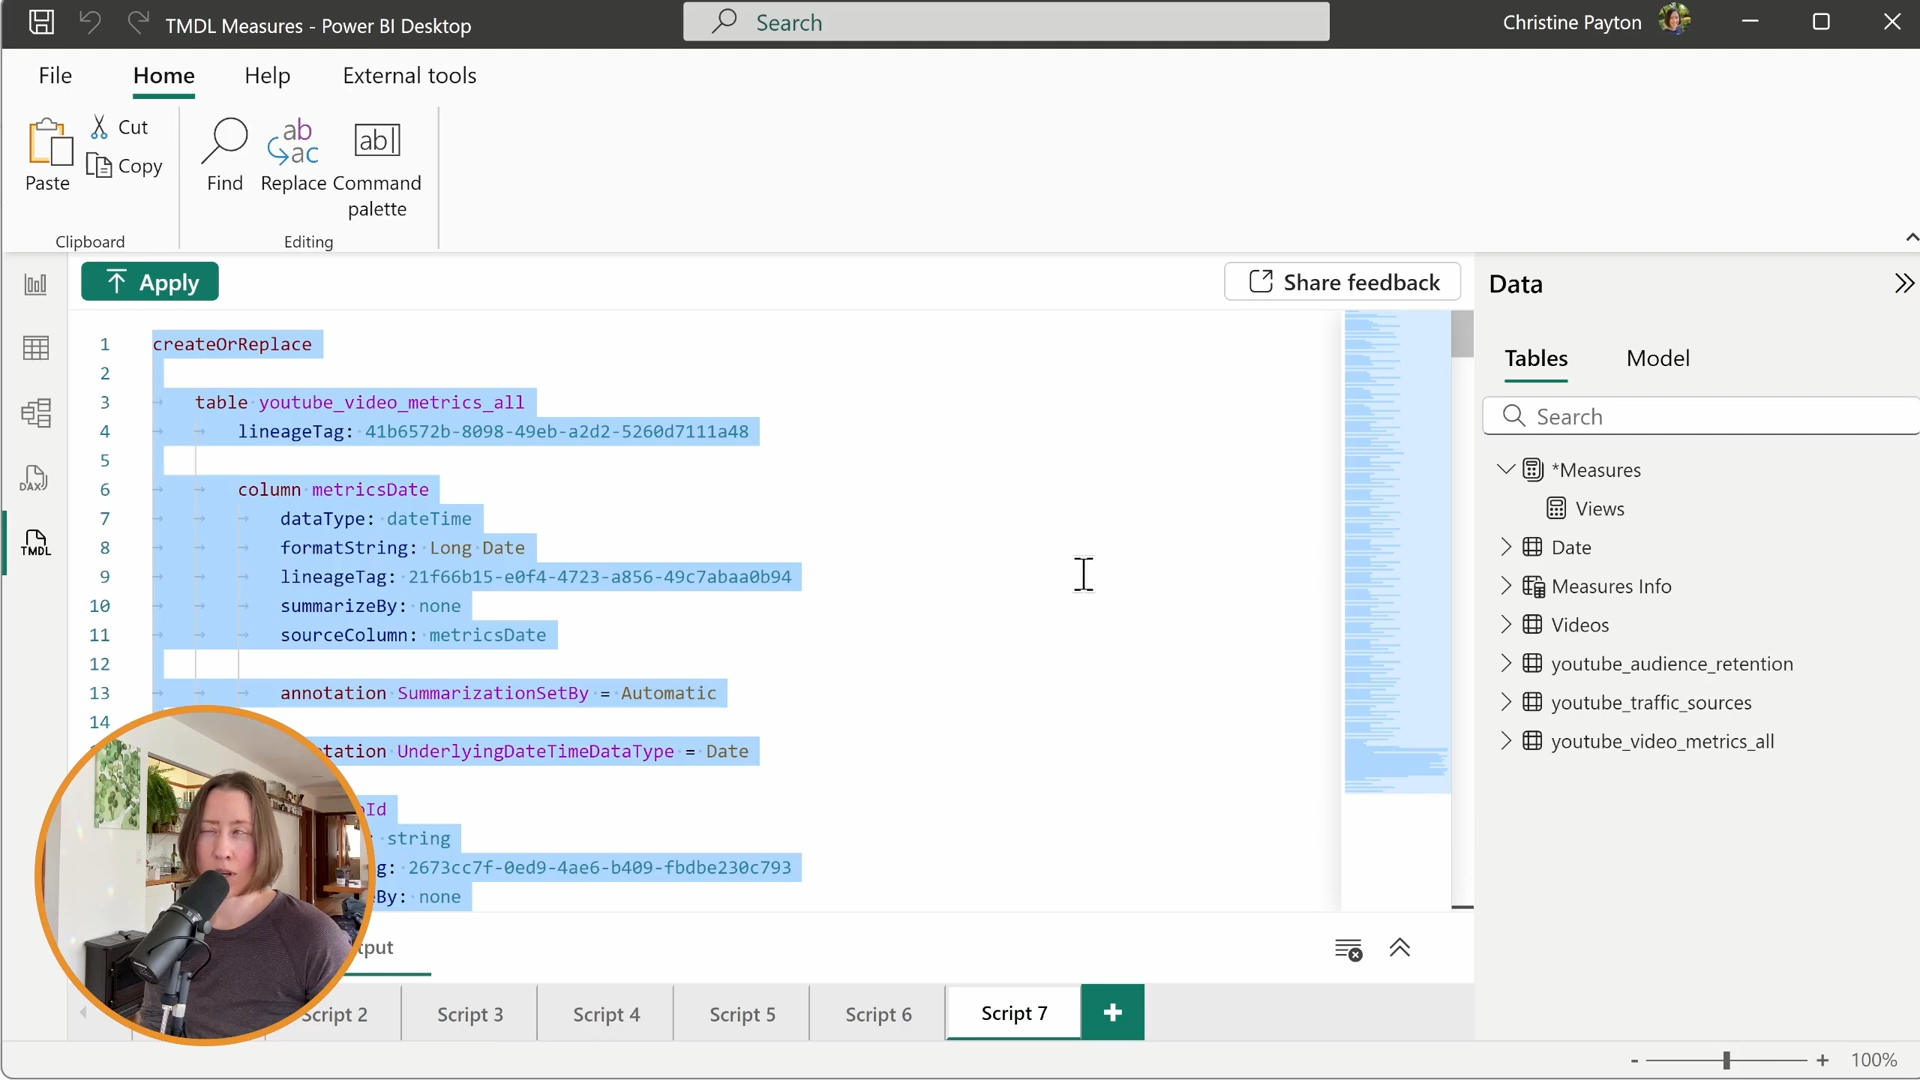 TMDL Measures - Power BI Desktop
Search
Christine Payton
File
Home
Help
External tools
Paste
Cut
Copy
Clipboard
Find
Replace
Command
palette
Editing
Apply
Share feedback
1 createOrReplace
2
3 table youtube_video_metrics_all
4 lineageTag: 41b6572b-8098-49eb-a2d2-5260d7111a48
5
6 column metricsDate
7 dataType: dateTime
8 formatString: Long Date
9 lineageTag: 21f66b15-e0f4-4723-a856-49c7abaa0b94
10 summarizeBy: none
11 sourceColumn: metricsDate
12
13 annotation SummarizationSetBy = Automatic
14
tation UnderlyingDateTimeDataType = Date
Id
: string
g: 2673cc7f-0ed9-4ae6-b409-fbdbe230c793
eBy: none
tput
Script 2
Script 3
Script 4
Script 5
Script 6
Script 7
+
DAX
TMDL
Data
Tables
Model
Search
*Measures
Views
Date
Measures Info
Videos
youtube_audience_retention
youtube_traffic_sources
youtube_video_metrics_all
- + 100%